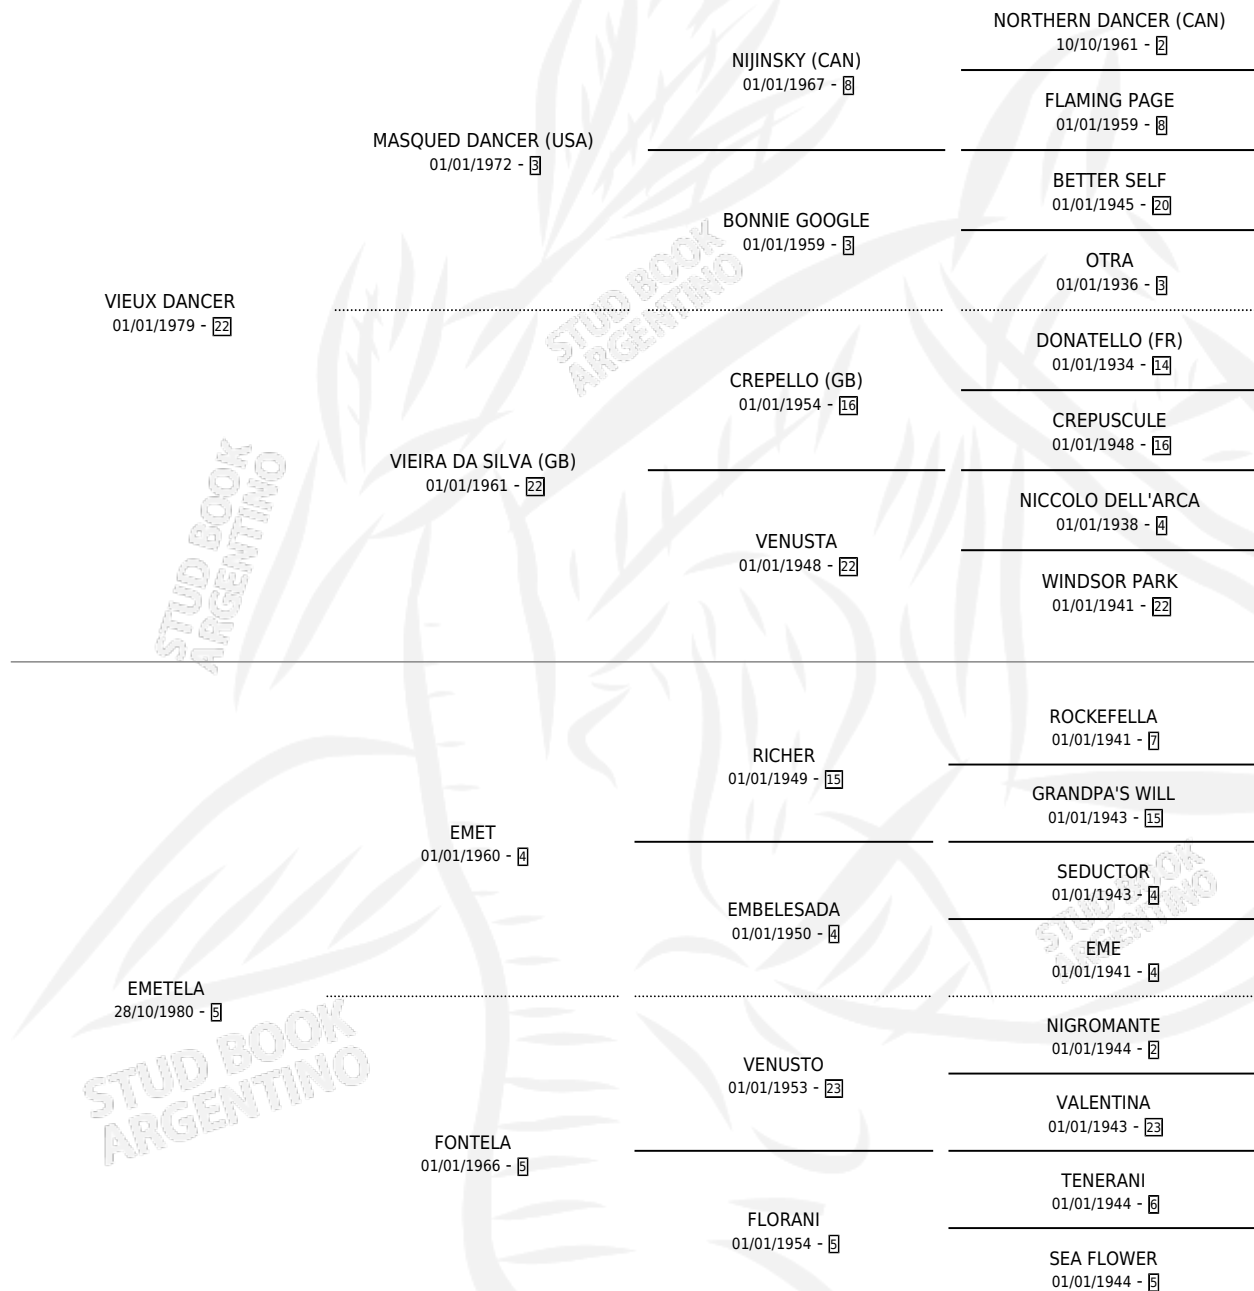 NORTHERN DANCER (CAN)
10/10/1961 - 2
NIJINSKY (CAN)
01/01/1967 - 8
FLAMING PAGE
01/01/1959 - 8
MASQUED DANCER (USA)
01/01/1972 - 3
BETTER SELF
01/01/1945 - 20
BONNIE GOOGLE
01/01/1959 - 3
OTRA
01/01/1936 - 3
VIEUX DANCER
01/01/1979 - 22
DONATELLO (FR)
01/01/1934 - 14
CREPELLO (GB)
01/01/1954 - 16
CREPUSCULE
01/01/1948 - 16
VIEIRA DA SILVA (GB)
01/01/1961 - 22
NICCOLO DELL'ARCA
01/01/1938 - 4
VENUSTA
01/01/1948 - 22
WINDSOR PARK
01/01/1941 - 22
STUD BOOK
ARGENTINO
STUD BOOK
ARGENTINO
ROCKEFELLA
01/01/1941 - 7
RICHER
01/01/1949 - 15
GRANDPA'S WILL
01/01/1943 - 15
EMET
01/01/1960 - 4
SEDUCTOR
01/01/1943 - 4
EMBELESADA
01/01/1950 - 4
EME
01/01/1941 - 4
STUD BOOK
ARGENTINO
EMETELA
28/10/1980 - 5
NIGROMANTE
01/01/1944 - 2
VENUSTO
01/01/1953 - 23
VALENTINA
01/01/1943 - 23
STUD BOOK
ARGENTINO
FONTELA
01/01/1966 - 5
TENERANI
01/01/1944 - 6
FLORANI
01/01/1954 - 5
SEA FLOWER
01/01/1944 - 5